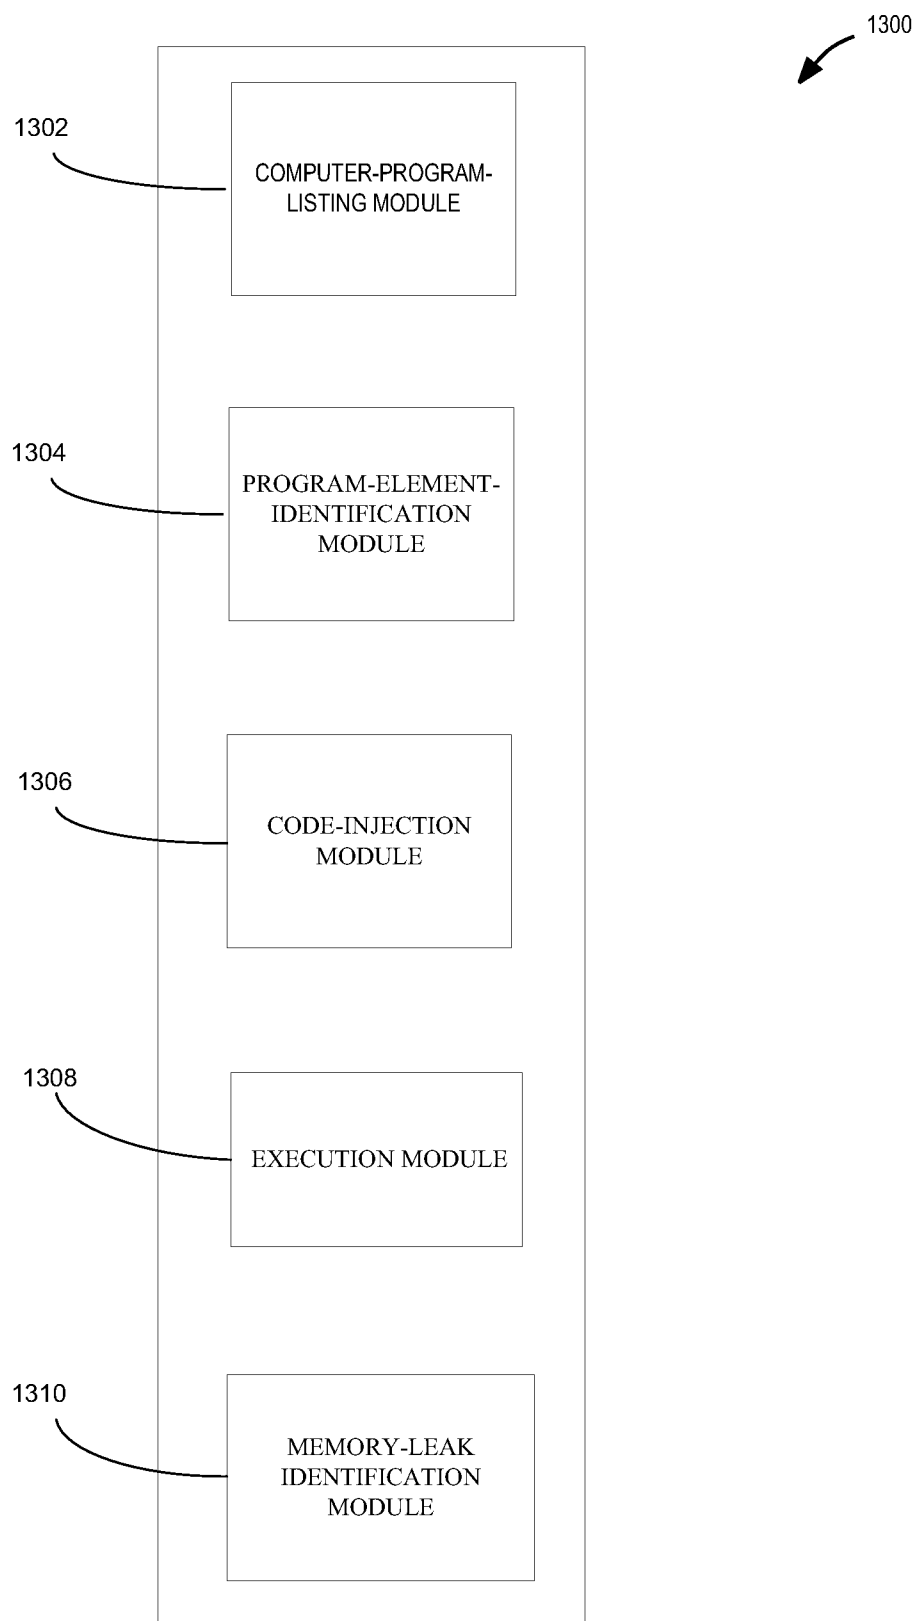 1300
1302
COMPUTER-PROGRAM-
LISTING MODULE
1304
PROGRAM-ELEMENT-
IDENTIFICATION
MODULE
1306
CODE-INJECTION
MODULE
1308
EXECUTION MODULE
1310
MEMORY-LEAK
IDENTIFICATION
MODULE